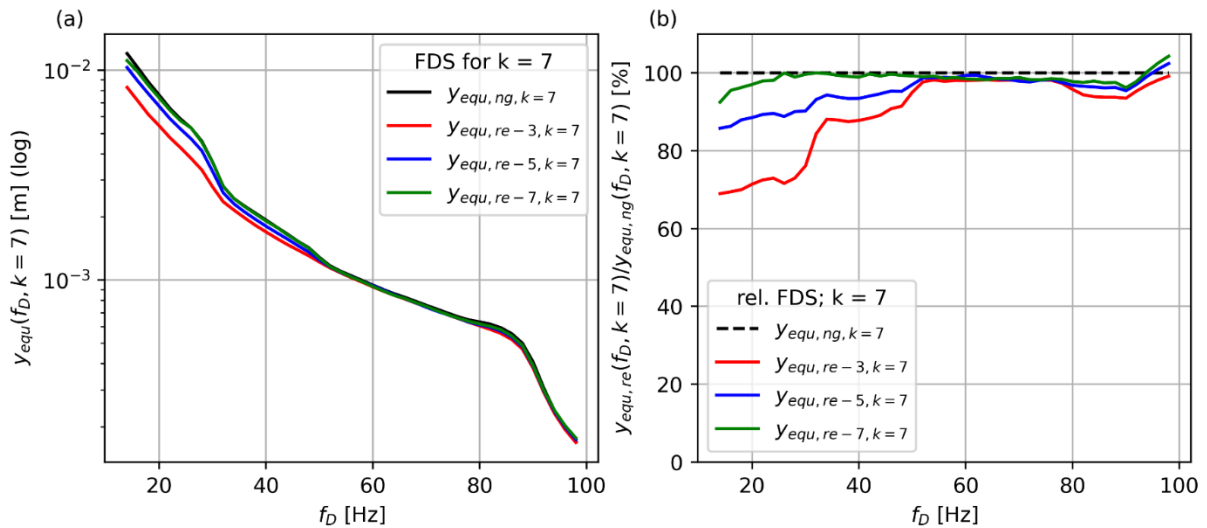 (a)
FDS for k = 7
y_{equ, ng, k = 7}
y_{equ, re − 3, k = 7}
y_{equ, re − 5, k = 7}
y_{equ, re − 7, k = 7}
y_{equ}(f_D, k = 7) [m] (log)
10^{−2}
10^{−3}
20 40 60 80 100
f_D [Hz]
(b)
y_{equ, re}(f_D, k = 7)/y_{equ, ng}(f_D, k = 7) [%]
100
80
60
40
20
0
rel. FDS; k = 7
y_{equ, ng, k = 7}
y_{equ, re − 3, k = 7}
y_{equ, re − 5, k = 7}
y_{equ, re − 7, k = 7}
20 40 60 80 100
f_D [Hz]